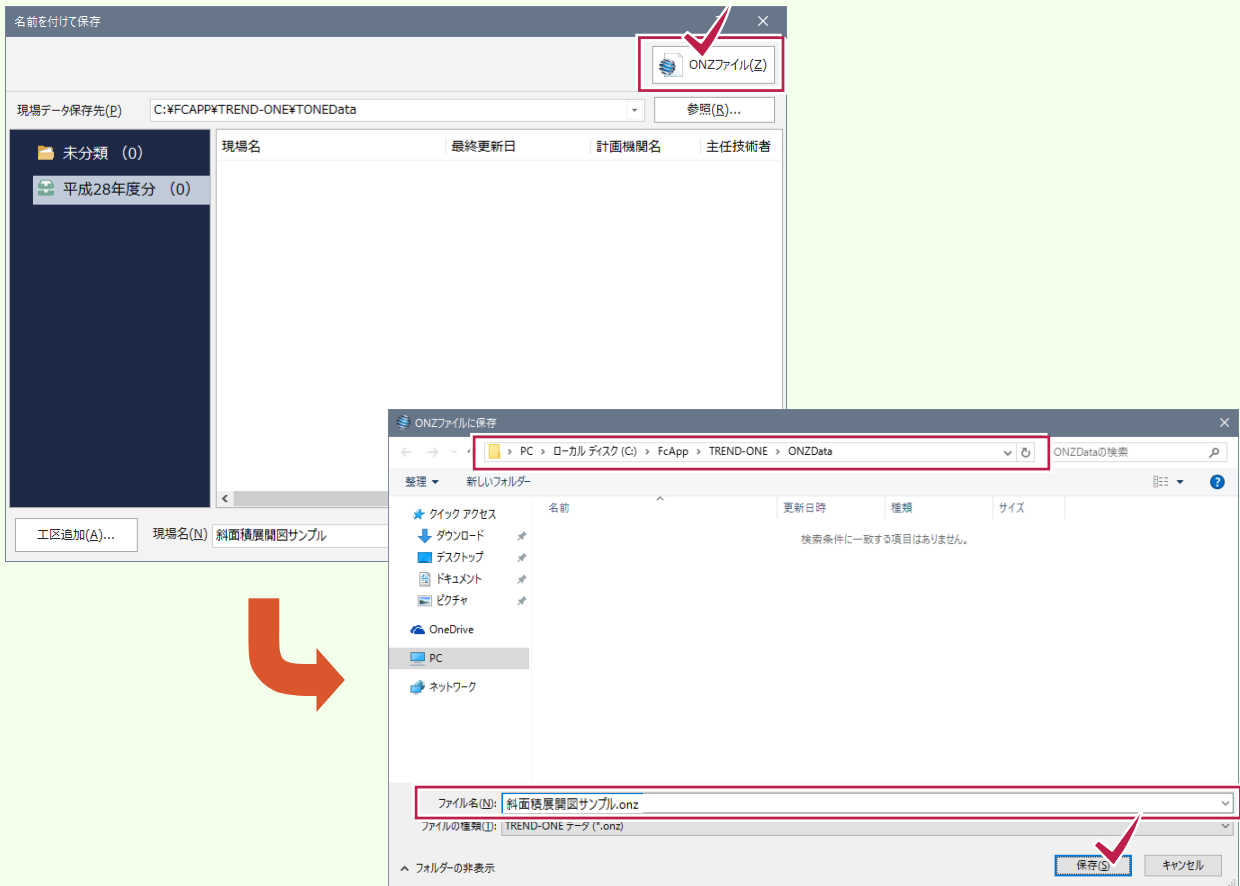 名前を付けて保存
ONZファイル(Z)
現場データ保存先(P) C:¥FCAPP¥TREND-ONE¥TONEData 参照(R)...
未分類 (0)
平成28年度分 (0)
現場名 最終更新日 計画機関名 主任技術者
工区追加(A)... 現場名(N) 斜面積展開図サンプル
ONZファイルに保存
PC › ローカル ディスク (C:) › FcApp › TREND-ONE › ONZData ONZDataの検索
整理 新しいフォルダー
名前 更新日時 種類 サイズ
検索条件に一致する項目はありません。
クイック アクセス
ダウンロード
デスクトップ
ドキュメント
ピクチャ
OneDrive
PC
ネットワーク
ファイル名(N): 斜面積展開図サンプル.onz
ファイルの種類(T): TREND-ONE データ (*.onz)
フォルダーの非表示 保存(S) キャンセル